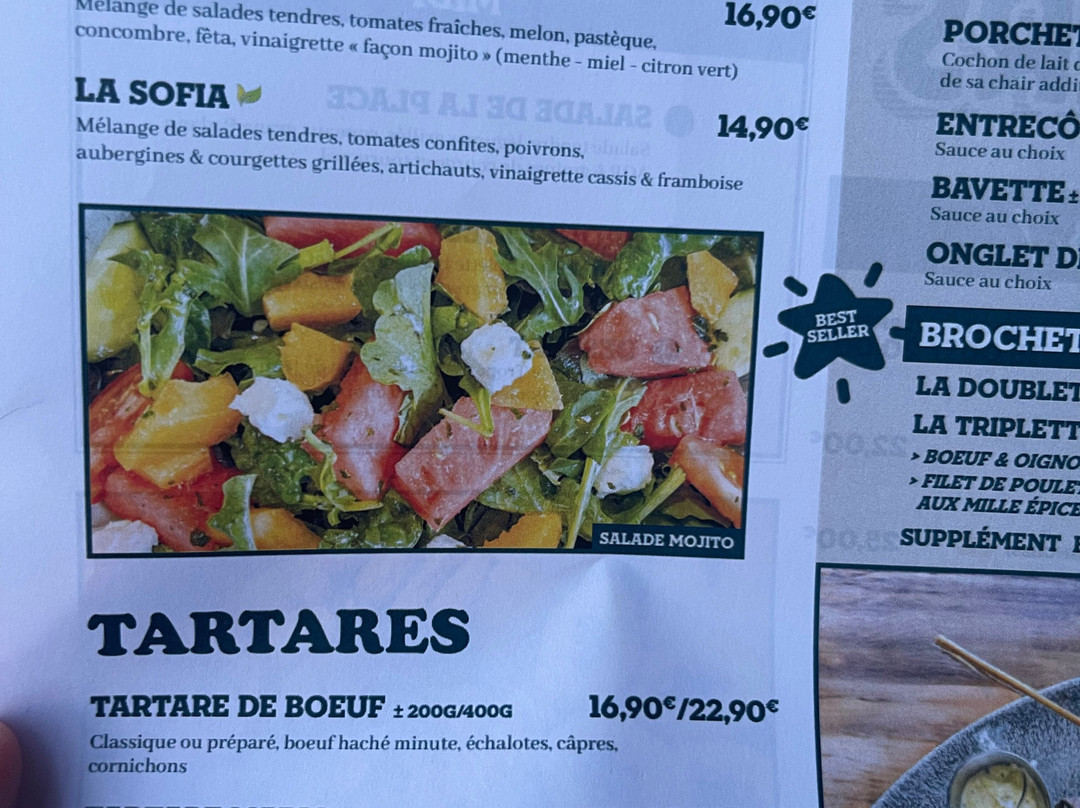 Mélange de salades tendres, tomates fraîches, melon, pastèque,
concombre, fêta, vinaigrette « façon mojito » (menthe - miel - citron vert)
16,90€
LA SOFIA
14,90€
Mélange de salades tendres, tomates confites, poivrons,
aubergines & courgettes grillées, artichauts, vinaigrette cassis & framboise
SALADE MOJITO
TARTARES
TARTARE DE BOEUF ± 200G/400G
16,90€/22,90€
Classique ou préparé, boeuf haché minute, échalotes, câpres,
cornichons
PORCHET
Cochon de lait
de sa chair addi
ENTRECÔ
Sauce au choix
BAVETTE ±
Sauce au choix
ONGLET D
Sauce au choix
BEST
SELLER
BROCHET
LA DOUBLET
LA TRIPLETT
> BOEUF & OIGNO
> FILET DE POULET
AUX MILLE ÉPICE
SUPPLÉMENT